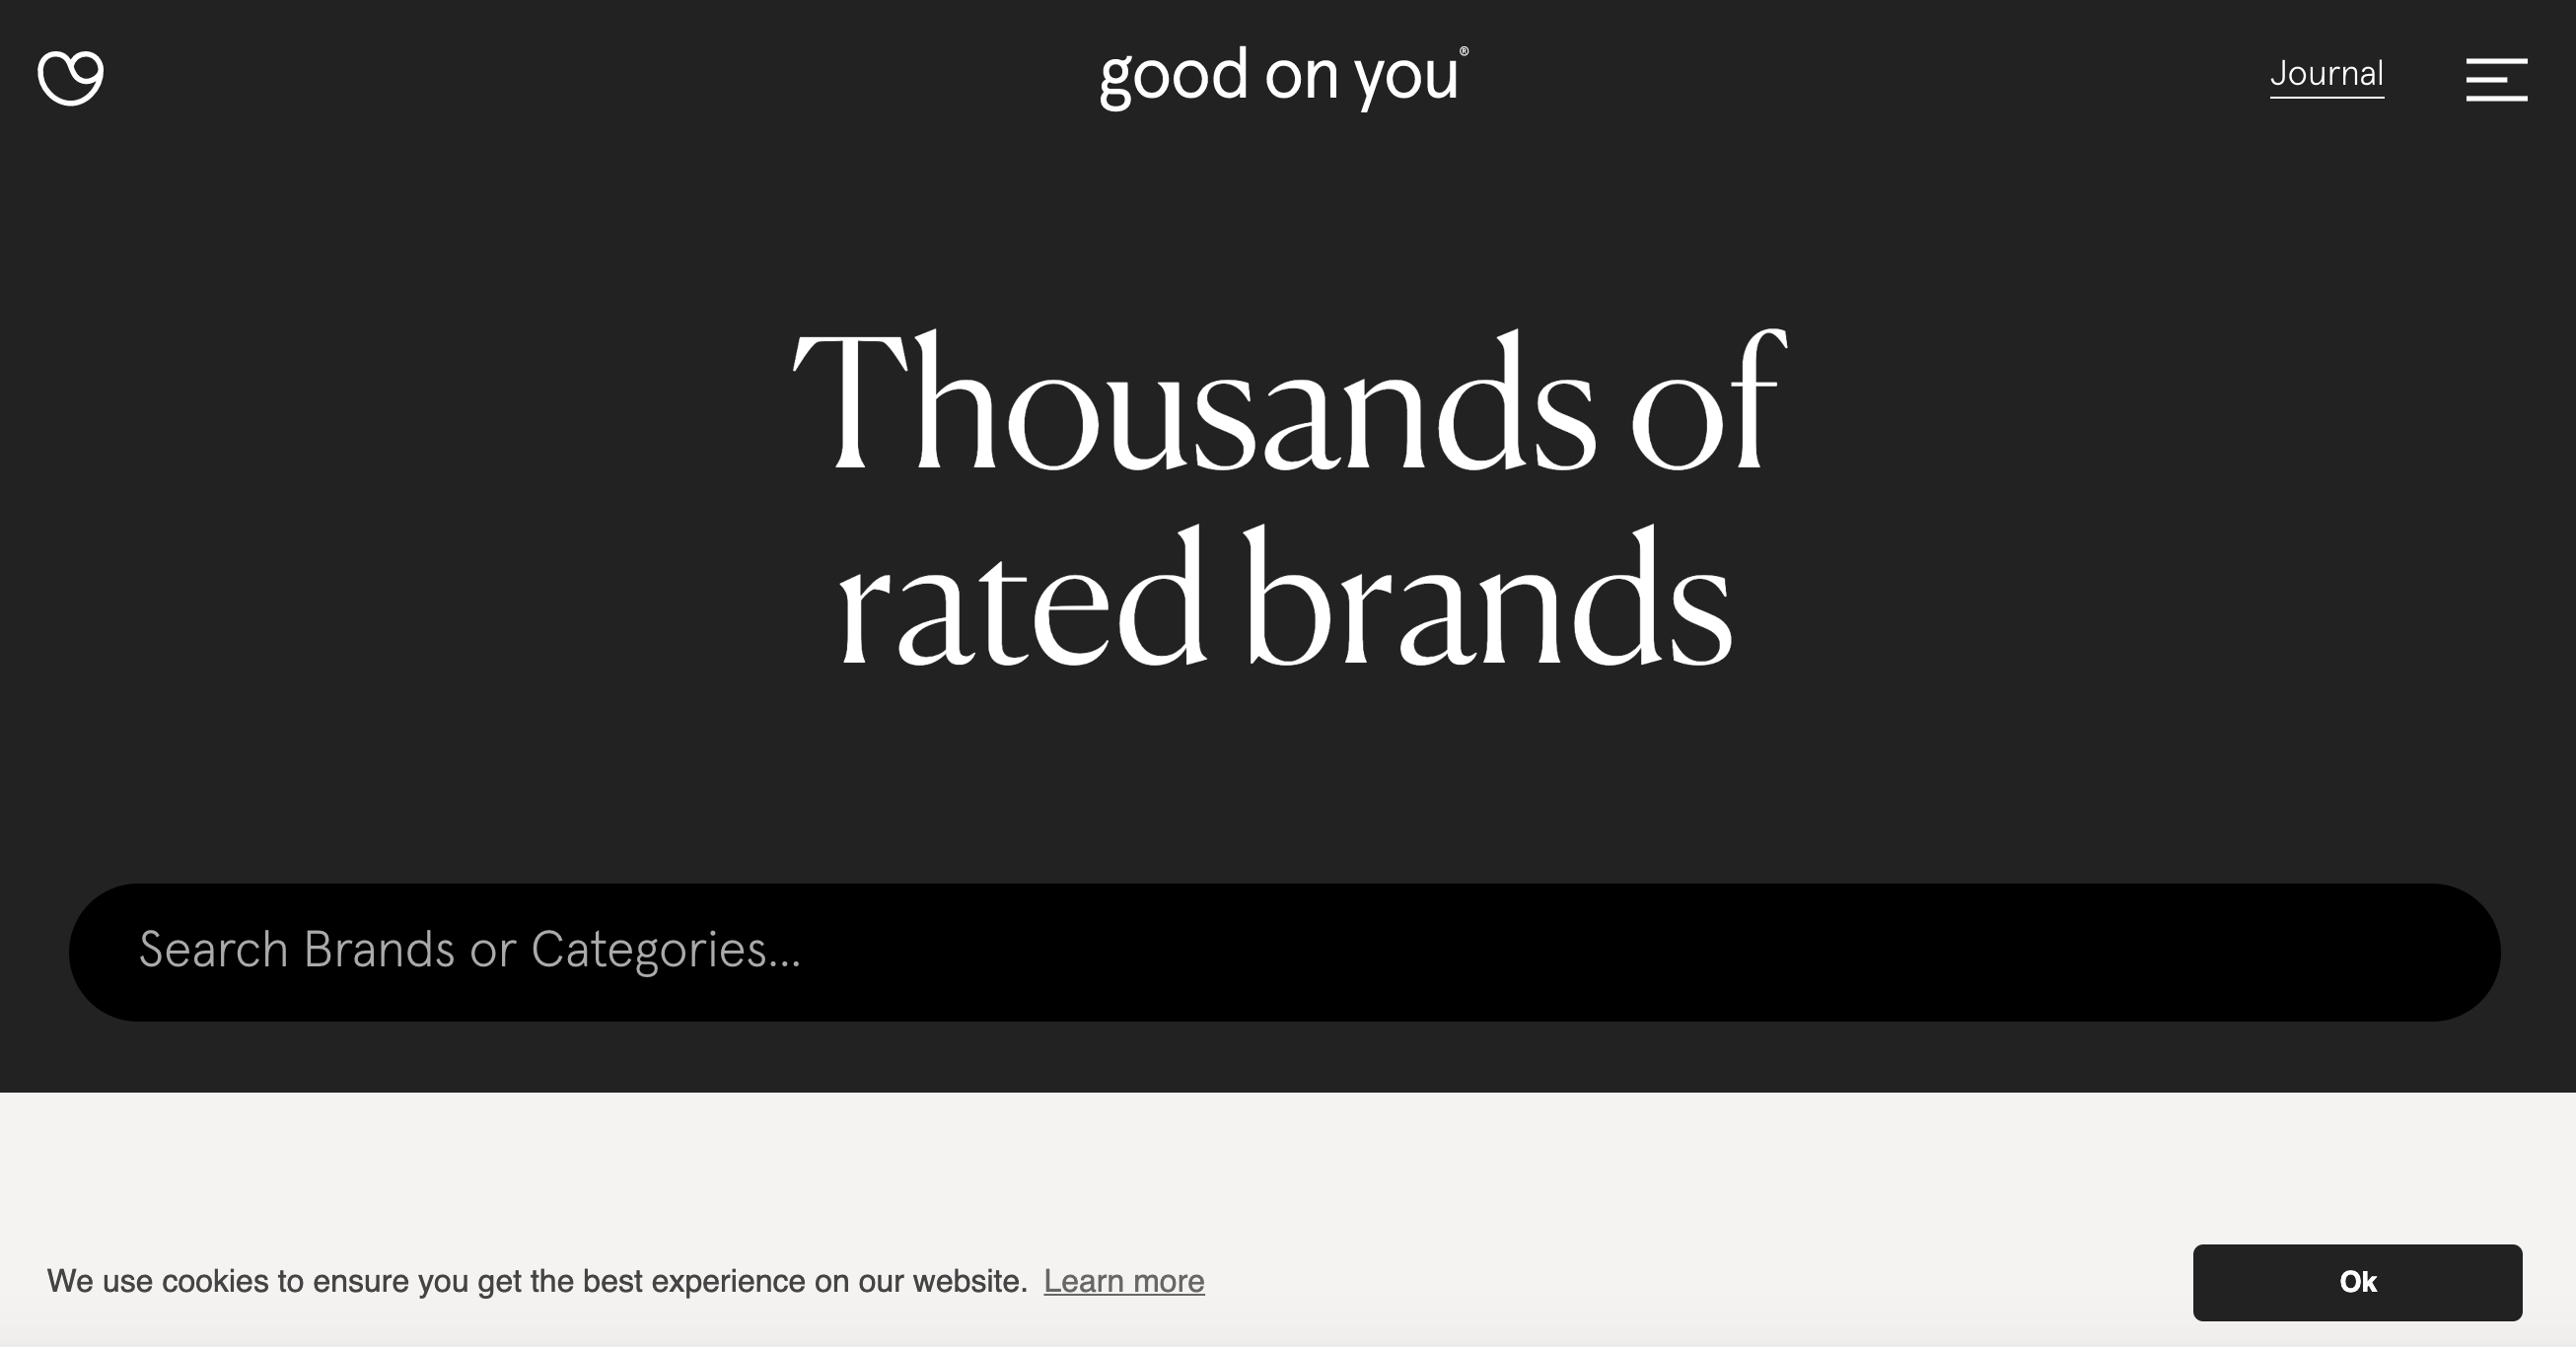 good on you®
Journal
Thousands of
rated brands
Search Brands or Categories...
We use cookies to ensure you get the best experience on our website. Learn more
Ok